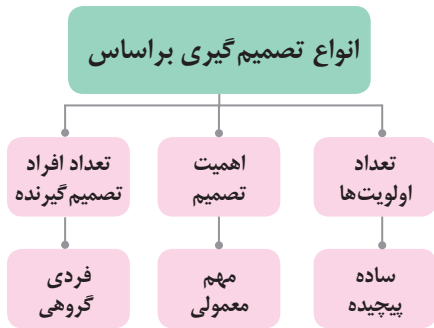 انواع تصمیم‌گیری براساس
تعداد
اولویت‌ها
اهمیت
تصمیم
تعداد افراد
تصمیم‌گیرنده
ساده
پیچیده
مهم
معمولی
فردی
گروهی